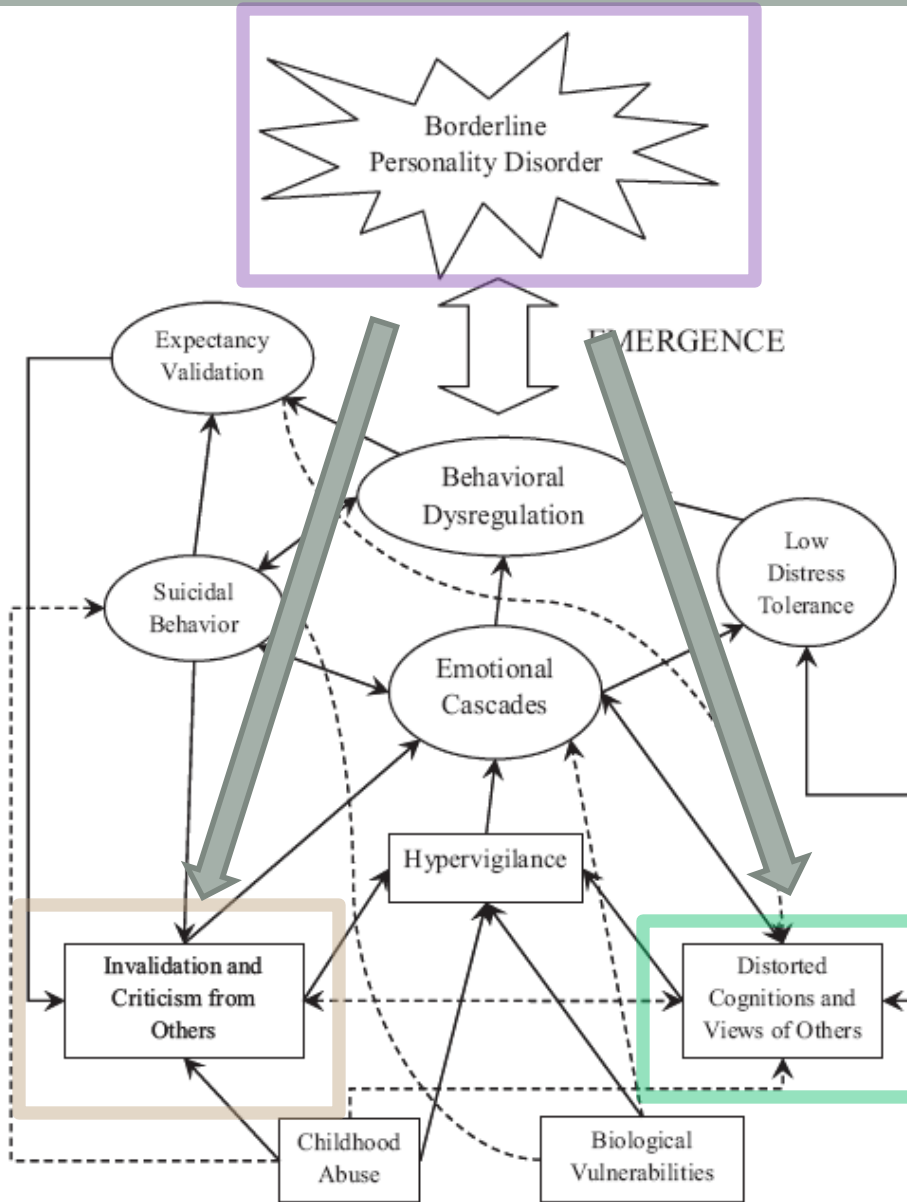 Borderline
Personality Disorder
EMERGENCE
Expectancy
Validation
Behavioral
Dysregulation
Low
Distress
Tolerance
Suicidal
Behavior
Emotional
Cascades
Hypervigilance
Invalidation and
Criticism from
Others
Distorted
Cognitions and
Views of Others
Childhood
Abuse
Biological
Vulnerabilities